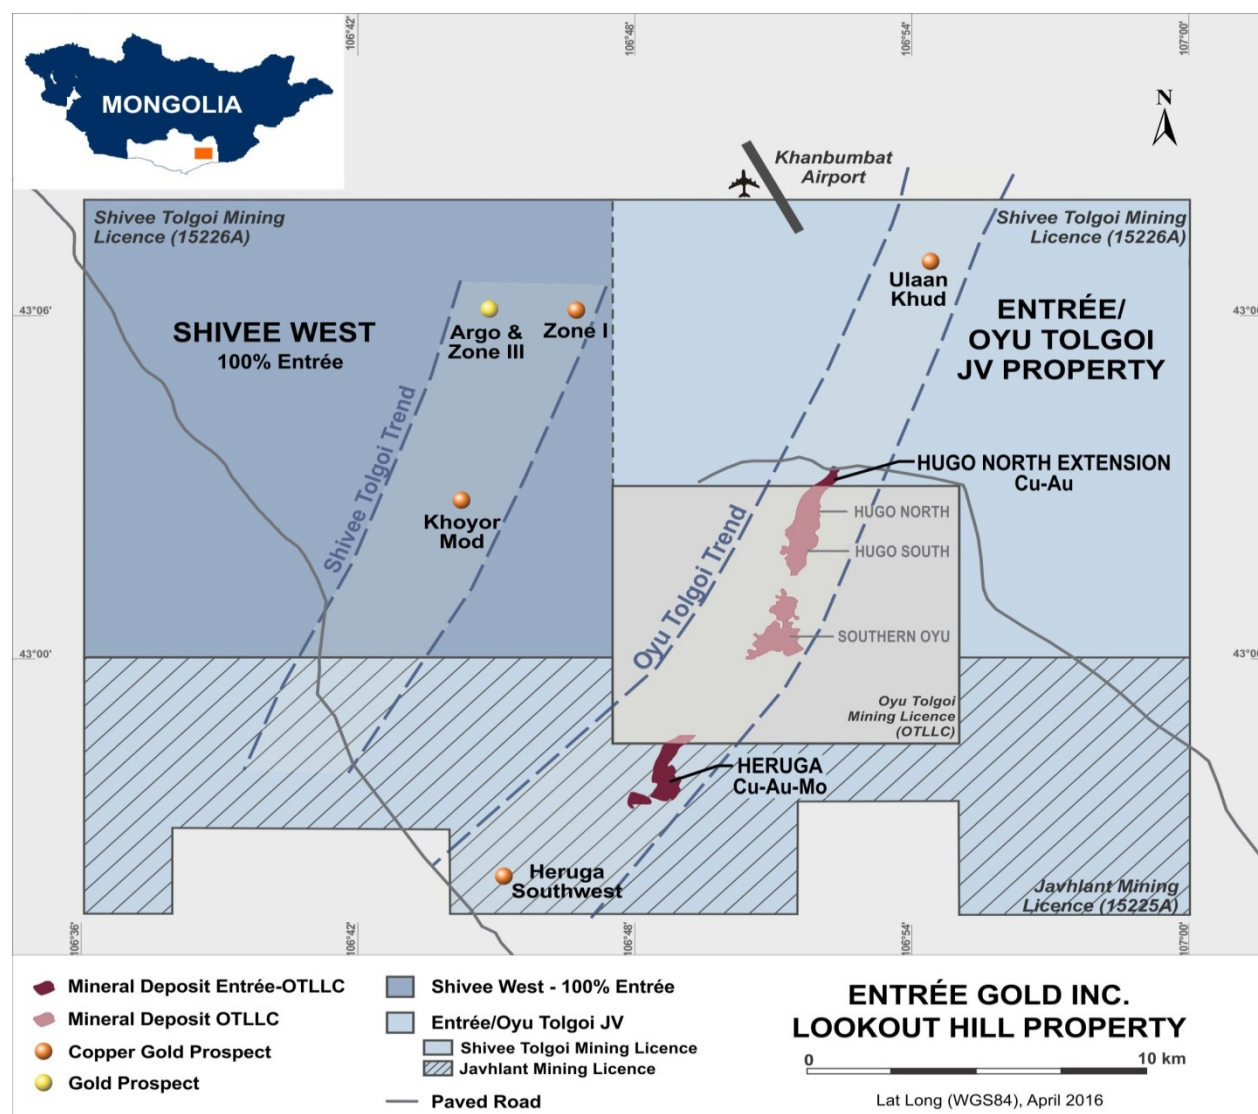 106°42'
106°48'
106°54'
107°00'
MONGOLIA
N
Khanbumbat
Airport
Shivee Tolgoi Mining
Licence (15226A)
Shivee Tolgoi Mining
Licence (15226A)
Ulaan
Khud
43°06'
43°0
SHIVEE WEST
100% Entrée
Argo &
Zone III
Zone I
ENTRÉE/
OYU TOLGOI
JV PROPERTY
Shivee Tolgoi Trend
HUGO NORTH EXTENSION
Cu-Au
Khoyor
Mod
HUGO NORTH
HUGO SOUTH
Oyu Tolgoi Trend
SOUTHERN OYU
43°00'
43°0
Oyu Tolgoi
Mining Licence
(OTLLC)
HERUGA
Cu-Au-Mo
Heruga
Southwest
Javhlant Mining
Licence (15225A)
106°36'
106°42'
106°48'
106°54'
107°00'
Mineral Deposit Entrée-OTLLC
Mineral Deposit OTLLC
Copper Gold Prospect
Gold Prospect
Shivee West - 100% Entrée
Entrée/Oyu Tolgoi JV
Shivee Tolgoi Mining Licence
Javhlant Mining Licence
Paved Road
ENTRÉE GOLD INC.
LOOKOUT HILL PROPERTY
0 10 km
Lat Long (WGS84), April 2016